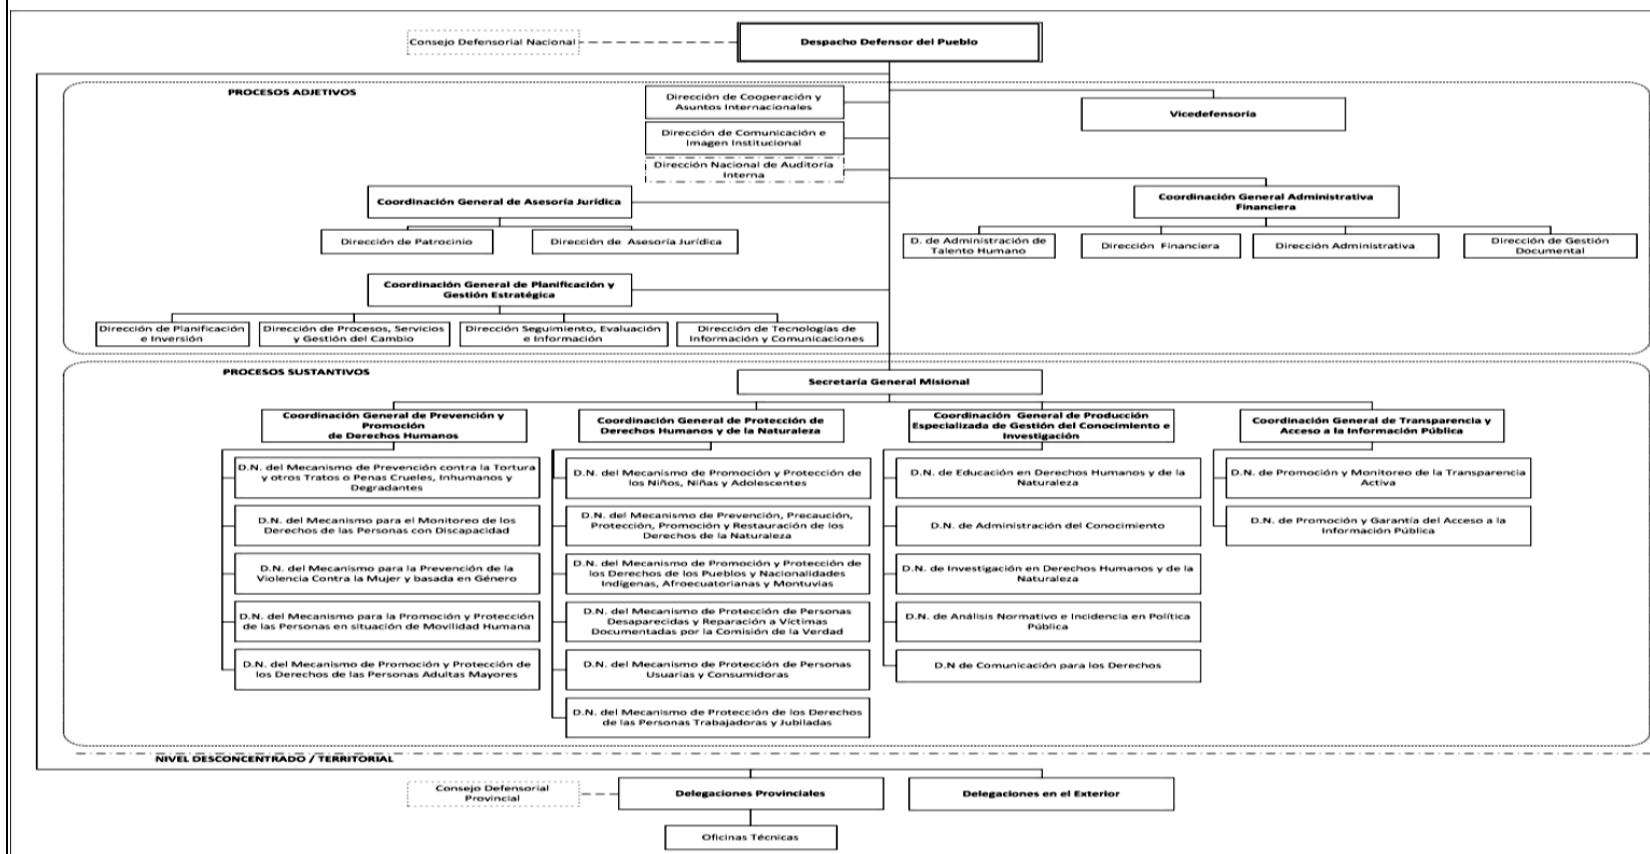 Consejo Defensorial Nacional
Despacho Defensor del Pueblo
PROCESOS ADJETIVOS
Dirección de Cooperación y
Asuntos Internacionales
Vicedefensoría
Dirección de Comunicación e
Imagen Institucional
Dirección Nacional de Auditoría
Interna
Coordinación General de Asesoría Jurídica
Coordinación General Administrativa
Financiera
Dirección de Patrocinio
Dirección de Asesoría Jurídica
D. de Administración de
Talento Humano
Dirección Financiera
Dirección Administrativa
Dirección de Gestión
Documental
Coordinación General de Planificación y
Gestión Estratégica
Dirección de Planificación
e Inversión
Dirección de Procesos, Servicios
y Gestión del Cambio
Dirección Seguimiento, Evaluación
e Información
Dirección de Tecnologías de
Información y Comunicaciones
PROCESOS SUSTANTIVOS
Secretaría General Misional
Coordinación General de Prevención y
Promoción
de Derechos Humanos
Coordinación General de Protección de
Derechos Humanos y de la Naturaleza
Coordinación General de Producción
Especializada de Gestión del Conocimiento e
Investigación
Coordinación General de Transparencia y
Acceso a la Información Pública
D.N. del Mecanismo de Prevención contra la Tortura
y otros Tratos o Penas Crueles, Inhumanos y
Degradantes
D.N. del Mecanismo para el Monitoreo de los
Derechos de las Personas con Discapacidad
D.N. del Mecanismo para la Prevención de la
Violencia Contra la Mujer y basada en Género
D.N. del Mecanismo para la Promoción y Protección
de las Personas en situación de Movilidad Humana
D.N. del Mecanismo de Promoción y Protección de
los Derechos de las Personas Adultas Mayores
D.N. del Mecanismo de Promoción y Protección de
los Niños, Niñas y Adolescentes
D.N. del Mecanismo de Prevención, Precaución,
Protección, Promoción y Restauración de los
Derechos de la Naturaleza
D.N. del Mecanismo de Promoción y Protección de
los Derechos de los Pueblos y Nacionalidades
Indígenas, Afroecuatorianas y Montuvias
D.N. del Mecanismo de Protección de Personas
Desaparecidas y Reparación a Víctimas
Documentadas por la Comisión de la Verdad
D.N. del Mecanismo de Protección de Personas
Usuarias y Consumidoras
D.N. del Mecanismo de Protección de los Derechos
de las Personas Trabajadoras y Jubiladas
D.N. de Educación en Derechos Humanos y de la
Naturaleza
D.N. de Administración del Conocimiento
D.N. de Investigación en Derechos Humanos y de la
Naturaleza
D.N. de Análisis Normativo e Incidencia en Política
Pública
D.N de Comunicación para los Derechos
D.N. de Promoción y Monitoreo de la Transparencia
Activa
D.N. de Promoción y Garantía del Acceso a la
Información Pública
NIVEL DESCONCENTRADO / TERRITORIAL
Consejo Defensorial
Provincial
Delegaciones Provinciales
Delegaciones en el Exterior
Oficinas Técnicas